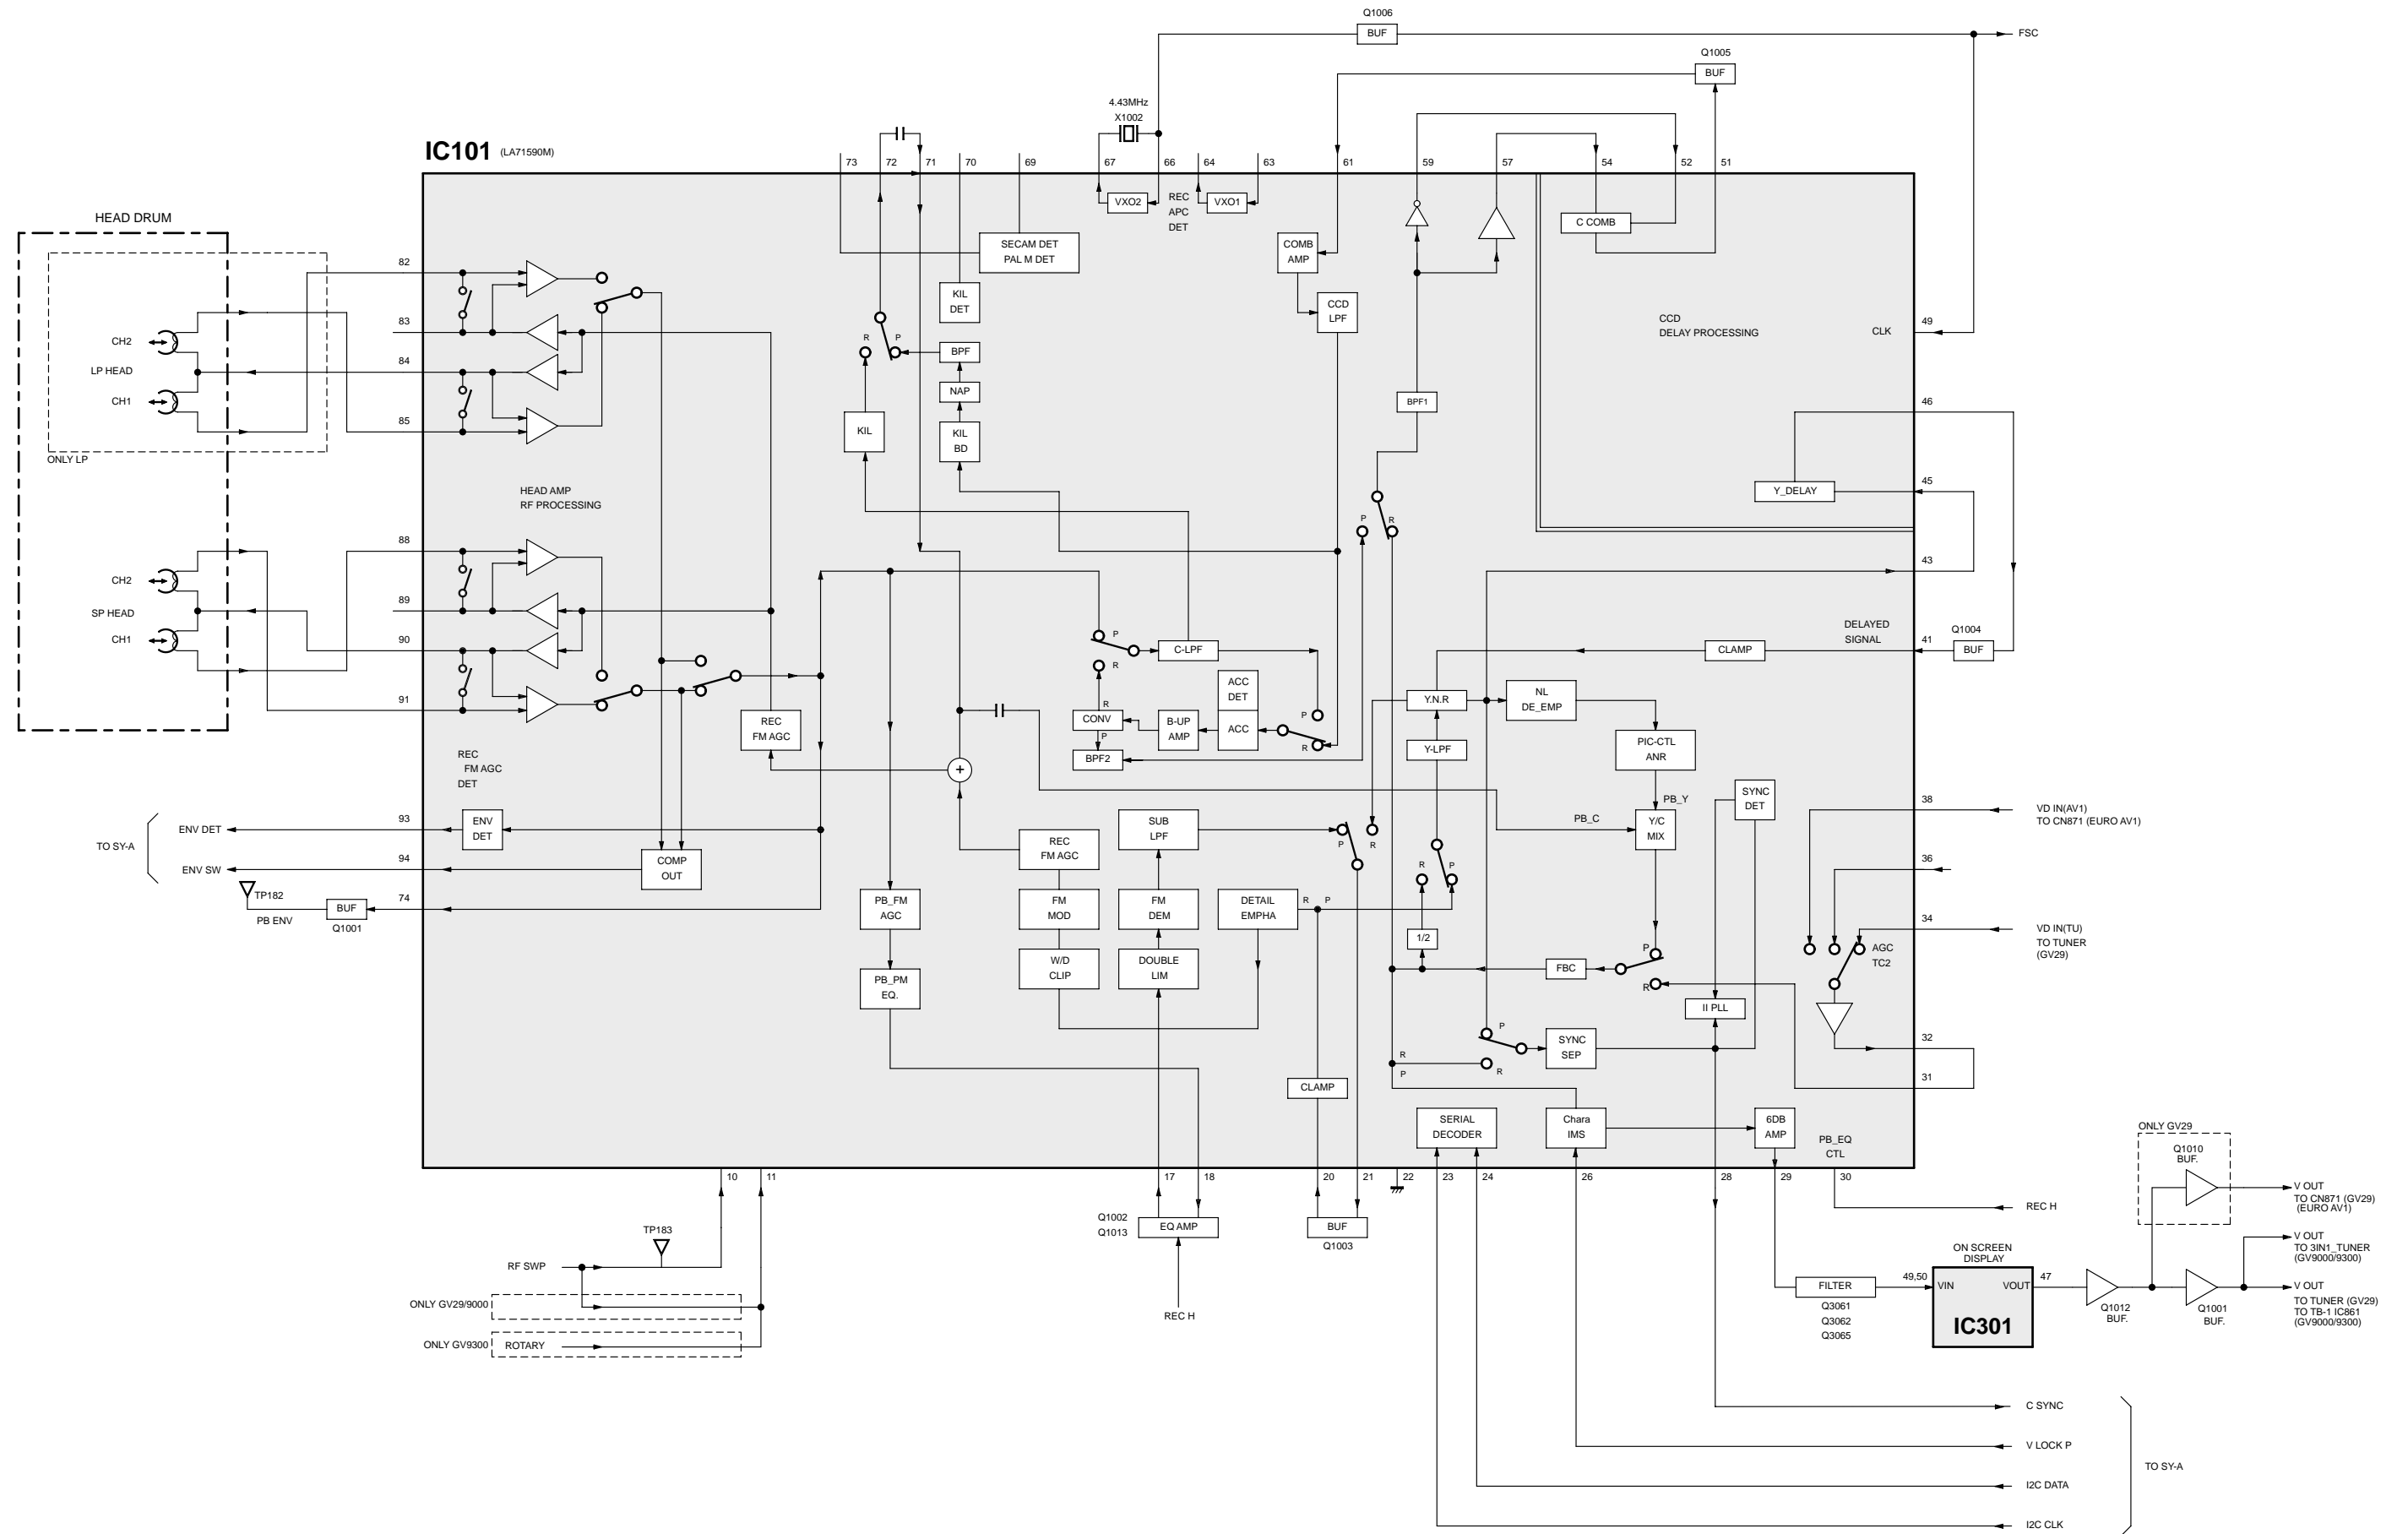 Q1006
BUF
FSC
Q1005
BUF
4.43MHz
X1002
IC101 (LA71590M)
73 72 71 70 69 67 66 64 63 61 59 57 54 52 51
VXO2
REC
APC
DET
VXO1
HEAD DRUM
SECAM DET
PAL M DET
COMB
AMP
C COMB
82
KIL
DET
CCD
LPF
CCD
DELAY PROCESSING
CLK
49
83
CH2
R P
BPF
84
LP HEAD
NAP
CH1
BPF1
46
85
KIL
KIL
BD
ONLY LP
HEAD AMP
RF PROCESSING
Y_DELAY
45
P R
88
43
CH2
89
SP HEAD
DELAYED
SIGNAL
Q1004
CH1
90
P
C-LPF
CLAMP
41
BUF
R
91
ACC
DET
Y.N.R
NL
DE_EMP
REC
FM AGC
R
CONV
B-UP
AMP
ACC
P
R
P
BPF2
Y-LPF
PIC-CTL
ANR
REC
FM AGC
DET
+
SYNC
DET
PB_Y
38
VD IN(AV1)
TO CN871 (EURO AV1)
TO SY-A
ENV DET
93
ENV
DET
SUB
LPF
PB_C
Y/C
MIX
REC
FM AGC
P R
ENV SW
94
COMP
OUT
36
R P
TP182
PB ENV
BUF
Q1001
74
PB_FM
AGC
FM
MOD
FM
DEM
DETAIL
EMPHA
R P
34
VD IN(TU)
TO TUNER
(GV29)
1/2
P
AGC
TC2
PB_PM
EQ.
W/D
CLIP
DOUBLE
LIM
FBC
R
II PLL
P
SYNC
SEP
32
R
R
P
31
CLAMP
SERIAL
DECODER
Chara
IMS
6DB
AMP
PB_EQ
CTL
ONLY GV29
Q1010
BUF.
10 11 17 18 20 21 22 23 24 26 28 29 30
V OUT
TO CN871 (GV29)
(EURO AV1)
REC H
Q1002
Q1013
EQ AMP
BUF
Q1003
TP183
V OUT
TO 3IN1_TUNER
(GV9000/9300)
ON SCREEN
DISPLAY
RF SWP
FILTER
Q3061
Q3062
Q3065
49,50
VIN
VOUT
IC301
47
Q1012
BUF.
Q1001
BUF.
V OUT
TO TUNER (GV29)
TO TB-1 IC861
(GV9000/9300)
ONLY GV29/9000
REC H
ONLY GV9300
ROTARY
C SYNC
V LOCK P
TO SY-A
I2C DATA
I2C CLK